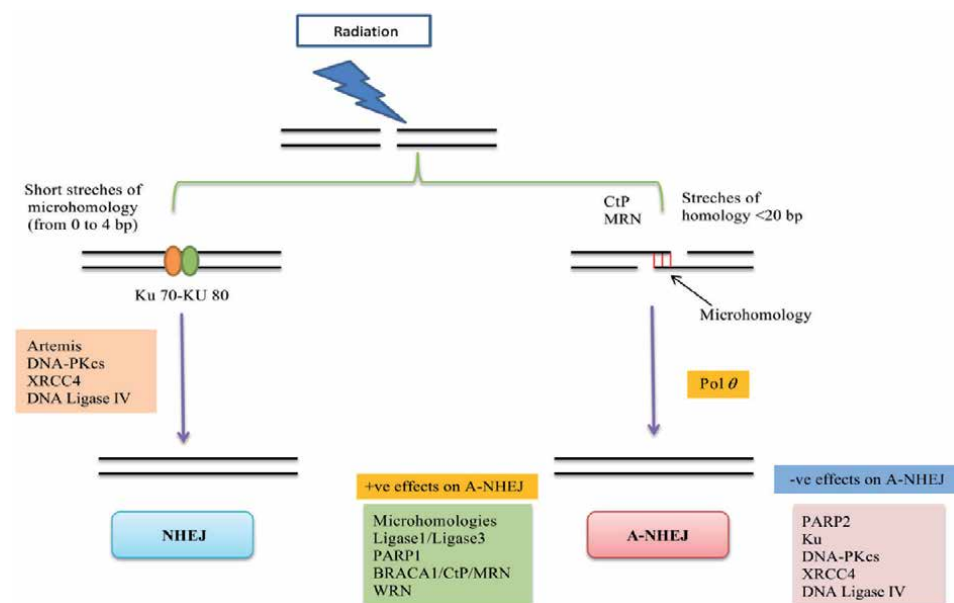 Radiation
Short streches of
microhomology
(from 0 to 4 bp)
Ku 70-KU 80
CtP
MRN
Streches of
homology <20 bp
Microhomology
Artemis
DNA-PKcs
XRCC4
DNA Ligase IV
Pol θ
NHEJ
+ve effects on A-NHEJ
Microhomologies
Ligase1/Ligase3
PARP1
BRACA1/CtP/MRN
WRN
A-NHEJ
-ve effects on A-NHEJ
PARP2
Ku
DNA-PKcs
XRCC4
DNA Ligase IV